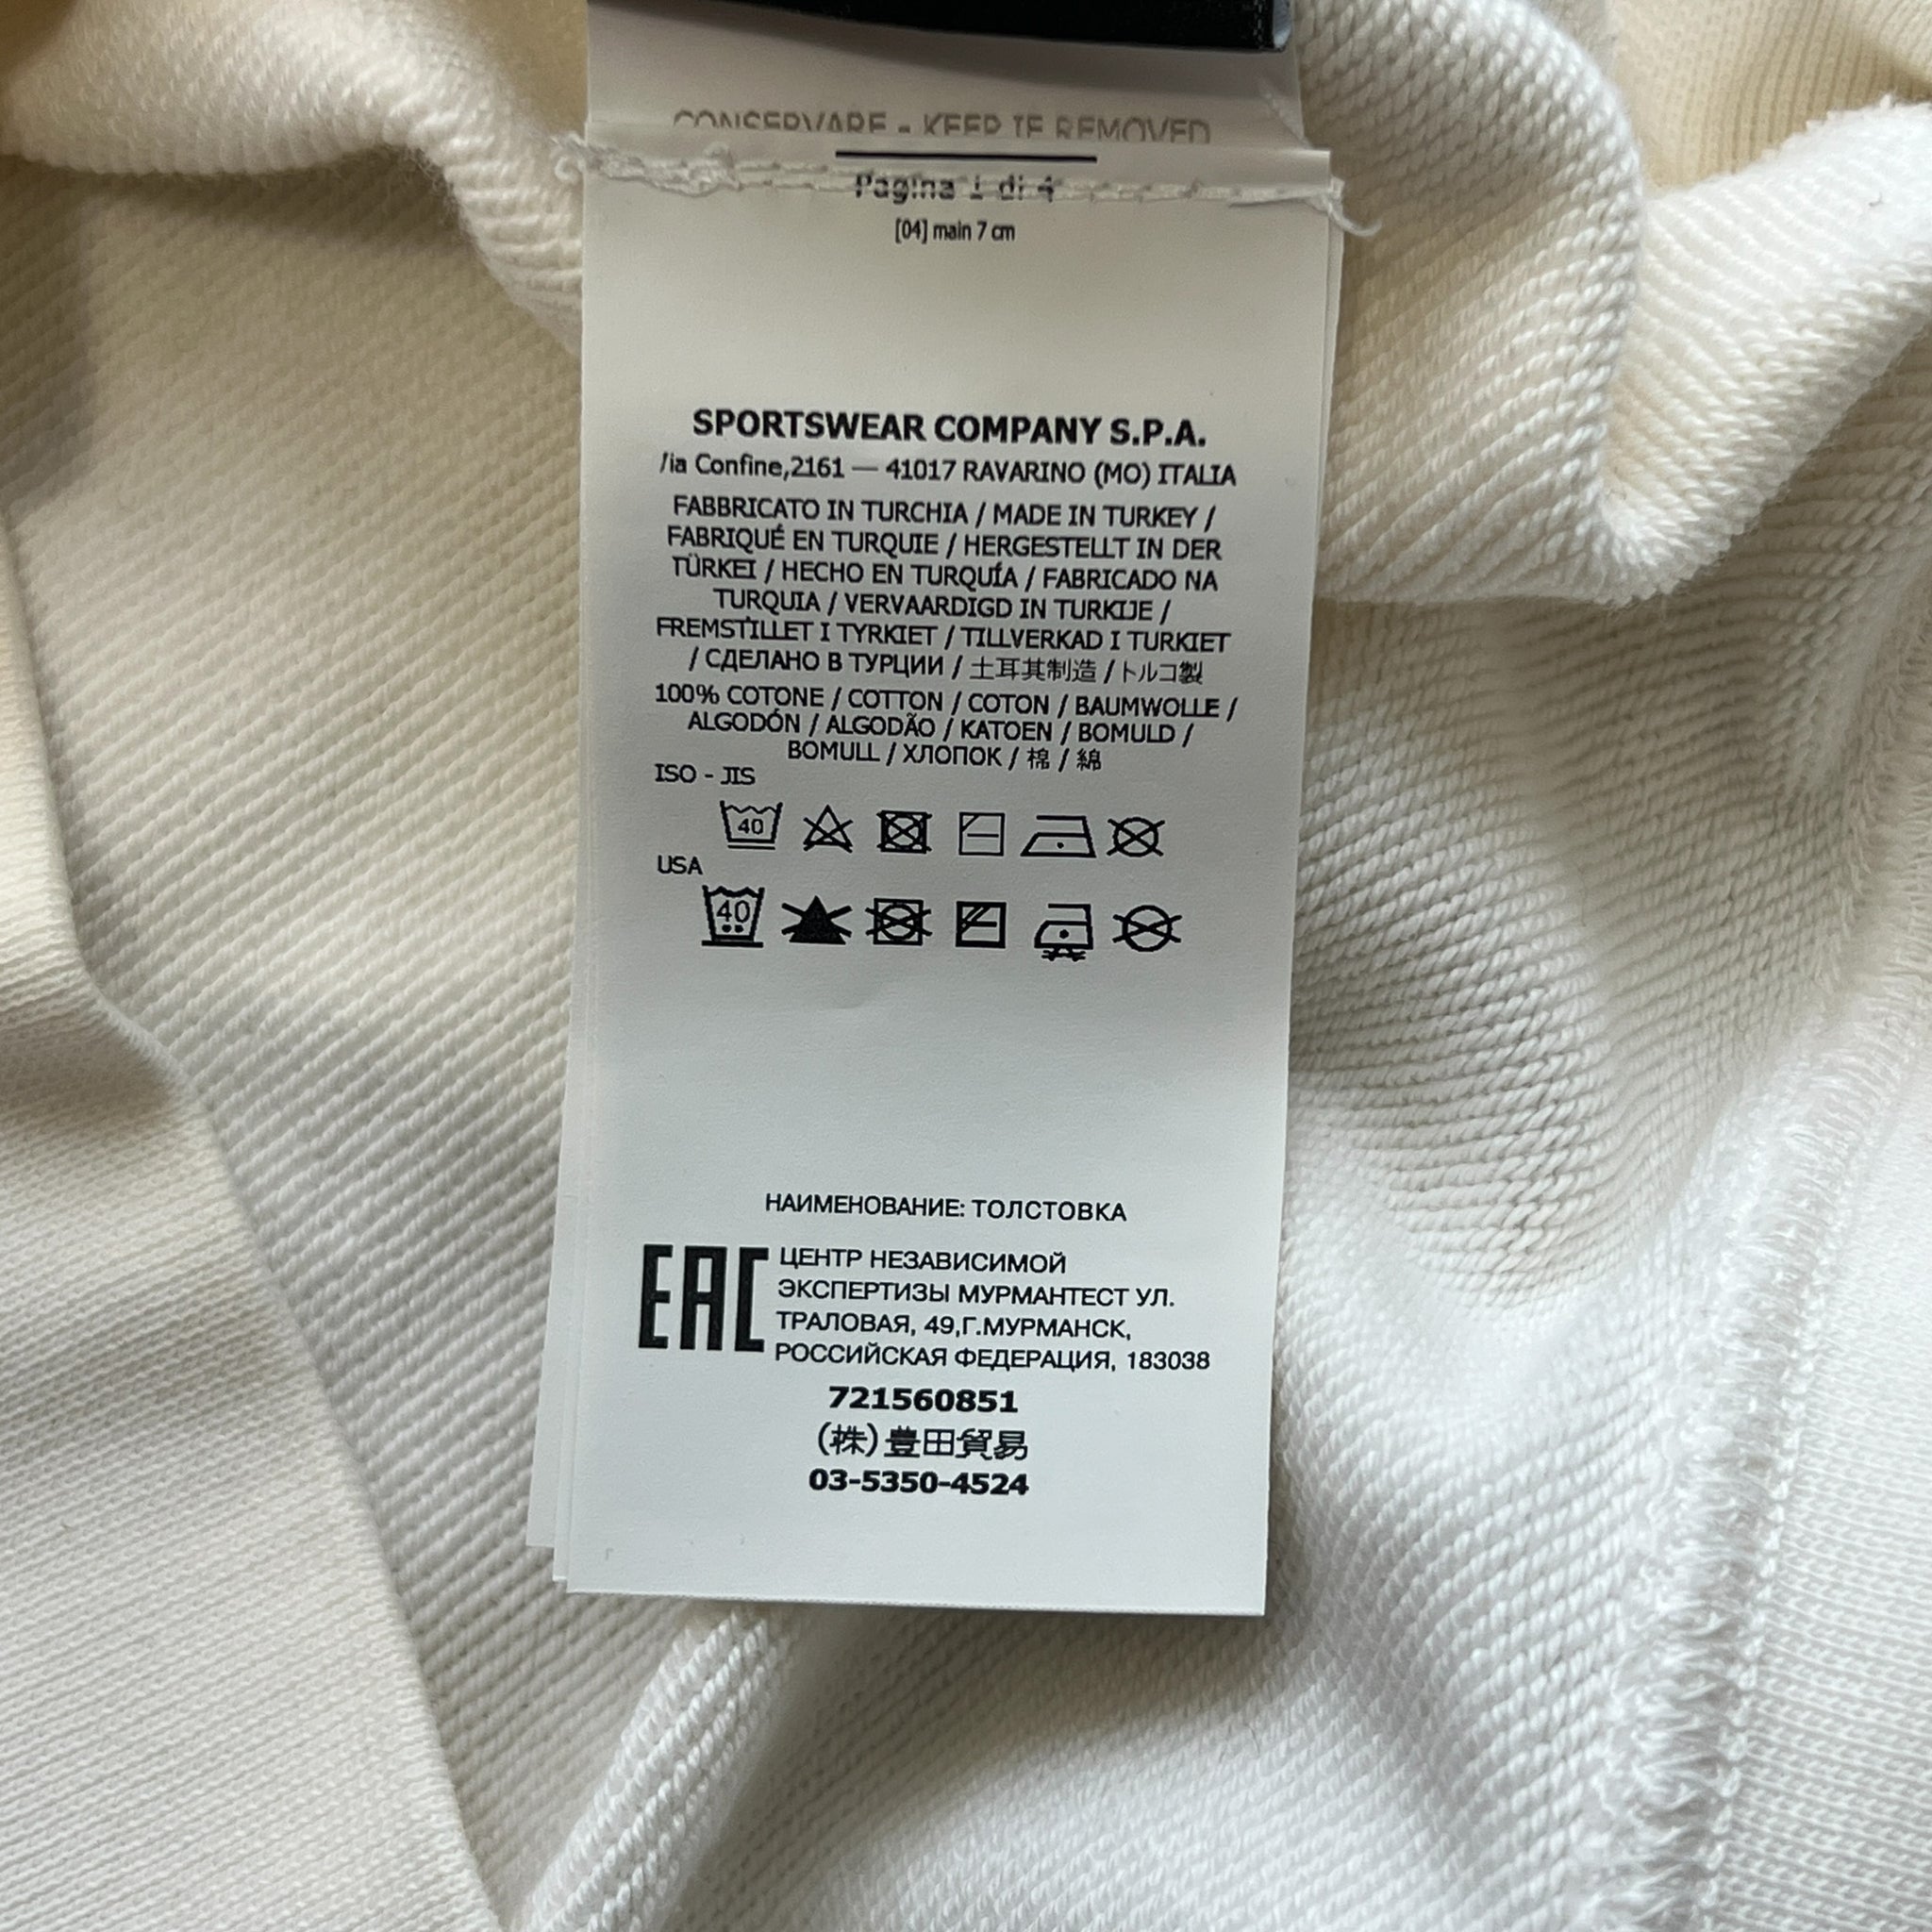 CONSERVARE - KEEP IF REMOVED
Pagina 1 di 4
[04] main 7 cm
SPORTSWEAR COMPANY S.P.A.
/ia Confine,2161 — 41017 RAVARINO (MO) ITALIA
FABBRICATO IN TURCHIA / MADE IN TURKEY /
FABRIQUÉ EN TURQUIE / HERGESTELLT IN DER
TÜRKEI / HECHO EN TURQUÍA / FABRICADO NA
TURQUIA / VERVAARDIGD IN TURKIJE /
FREMSTILLET I TYRKIET / TILLVERKAD I TURKIET
/ СДЕЛАНО В ТУРЦИИ / 土耳其制造 / トルコ製
100% COTONE / COTTON / COTON / BAUMWOLLE /
ALGODÓN / ALGODÃO / KATOEN / BOMULD /
BOMULL / ХЛОПОК / 棉 / 綿
ISO - JIS
40
USA
40
НАИМЕНОВАНИЕ: ТОЛСТОВКА
EAC
ЦЕНТР НЕЗАВИСИМОЙ
ЭКСПЕРТИЗЫ МУРМАНТЕСТ УЛ.
ТРАЛОВАЯ, 49,Г.МУРМАНСК,
РОССИЙСКАЯ ФЕДЕРАЦИЯ, 183038
721560851
(株)豊田貿易
03-5350-4524